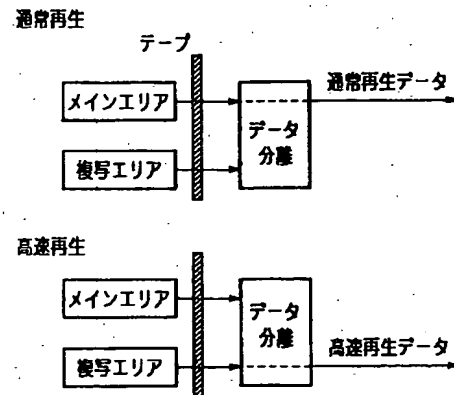 通常再生
テープ
メインエリア
通常再生データ
データ
分離
複写エリア
高速再生
メインエリア
データ
分離
複写エリア
高速再生データ